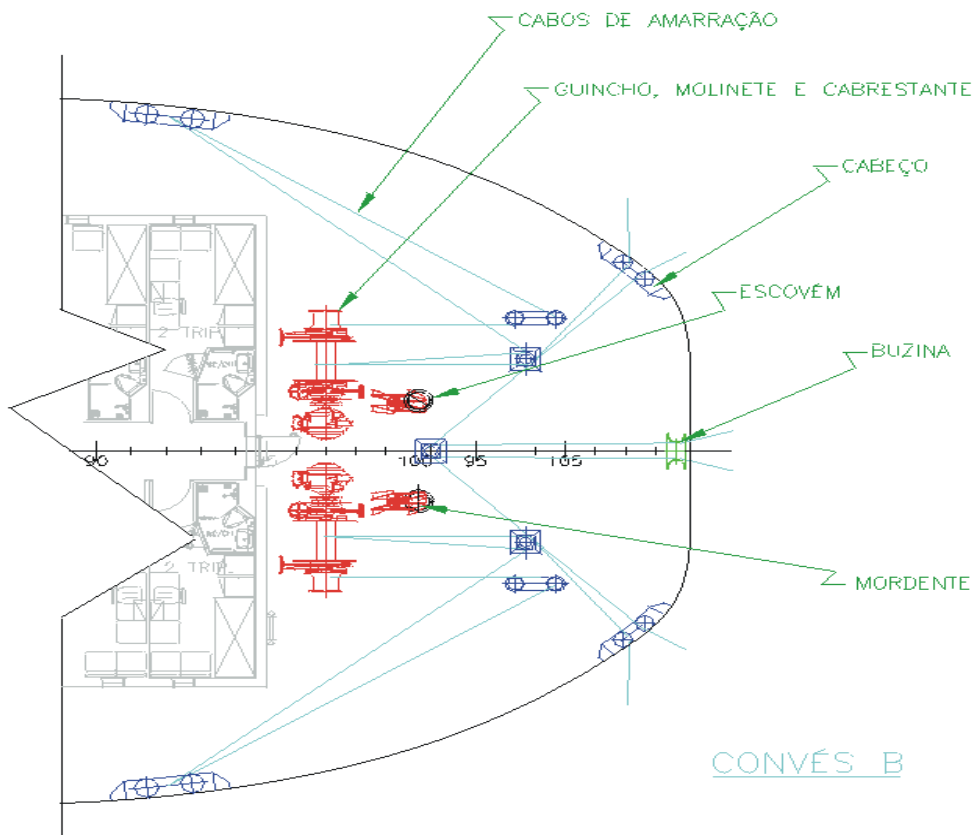 CABOS DE AMARRAÇÃO
GUINCHO, MOLINETE E CABRESTANTE
CABEÇO
ESCOVÉM
2 TRIP.
BUZINA
90
100
95
105
2 TRIP.
MORDENTE
CONVÉS B